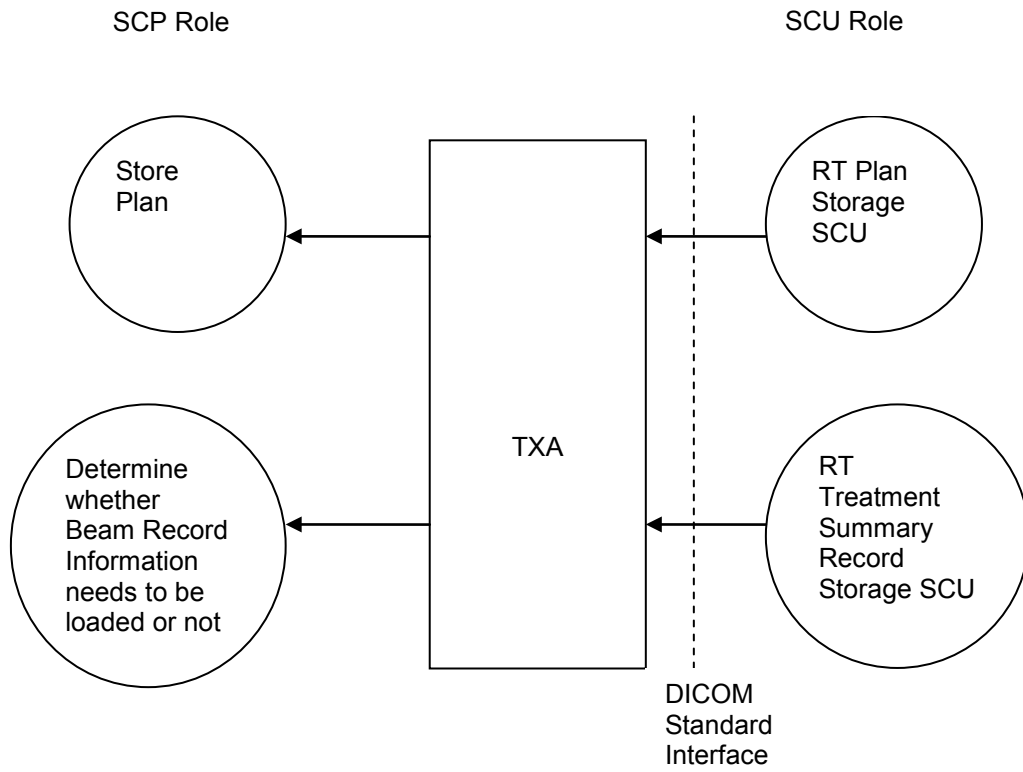 SCP Role
SCU Role
Store
Plan
RT Plan
Storage
SCU
TXA
Determine
whether
Beam Record
Information
needs to be
loaded or not
RT
Treatment
Summary
Record
Storage SCU
DICOM
Standard
Interface